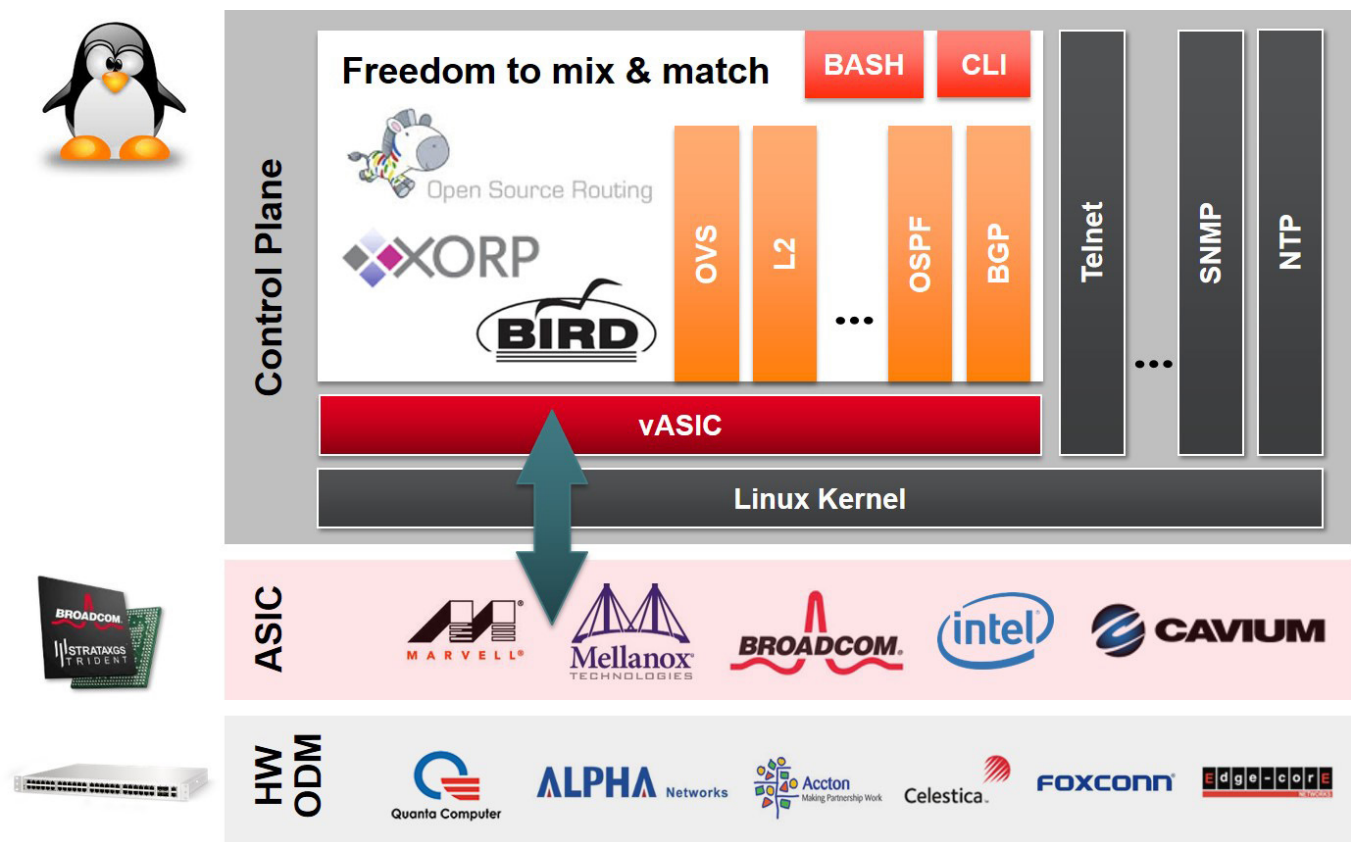 Control Plane
Freedom to mix & match
BASH
CLI
Open Source Routing
XORP
BIRD
OVS
L2
...
OSPF
BGP
Telnet
...
SNMP
NTP
vASIC
Linux Kernel
BROADCOM.
STRATAXGS
TRIDENT
ASIC
MARVELL®
Mellanox®
TECHNOLOGIES
BROADCOM.
intel®
CAVIUM
HW
ODM
Quanta Computer
ALPHA Networks
Accton
Making Partnership Work
Celestica™
FOXCONN®
Edge-corE
NETWORKS